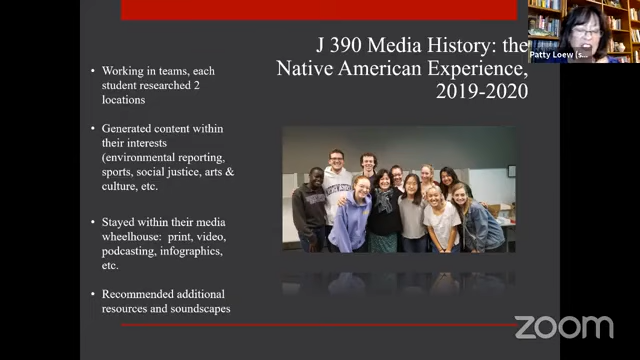 J 390 Media History: the
Native American Experience,
2019-2020
• Working in teams, each
student researched 2
locations
• Generated content within
their interests
(environmental reporting,
sports, social justice, arts &
culture, etc.
• Stayed within their media
wheelhouse: print, video,
podcasting, infographics,
etc.
• Recommended additional
resources and soundscapes
Patty Loew (s...
zoom